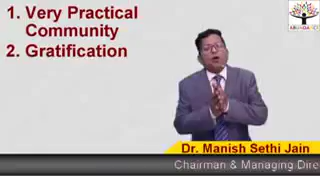 1. Very Practical
Community
2. Gratification
Dr. Manish Sethi Jain
Chairman & Managing Dire